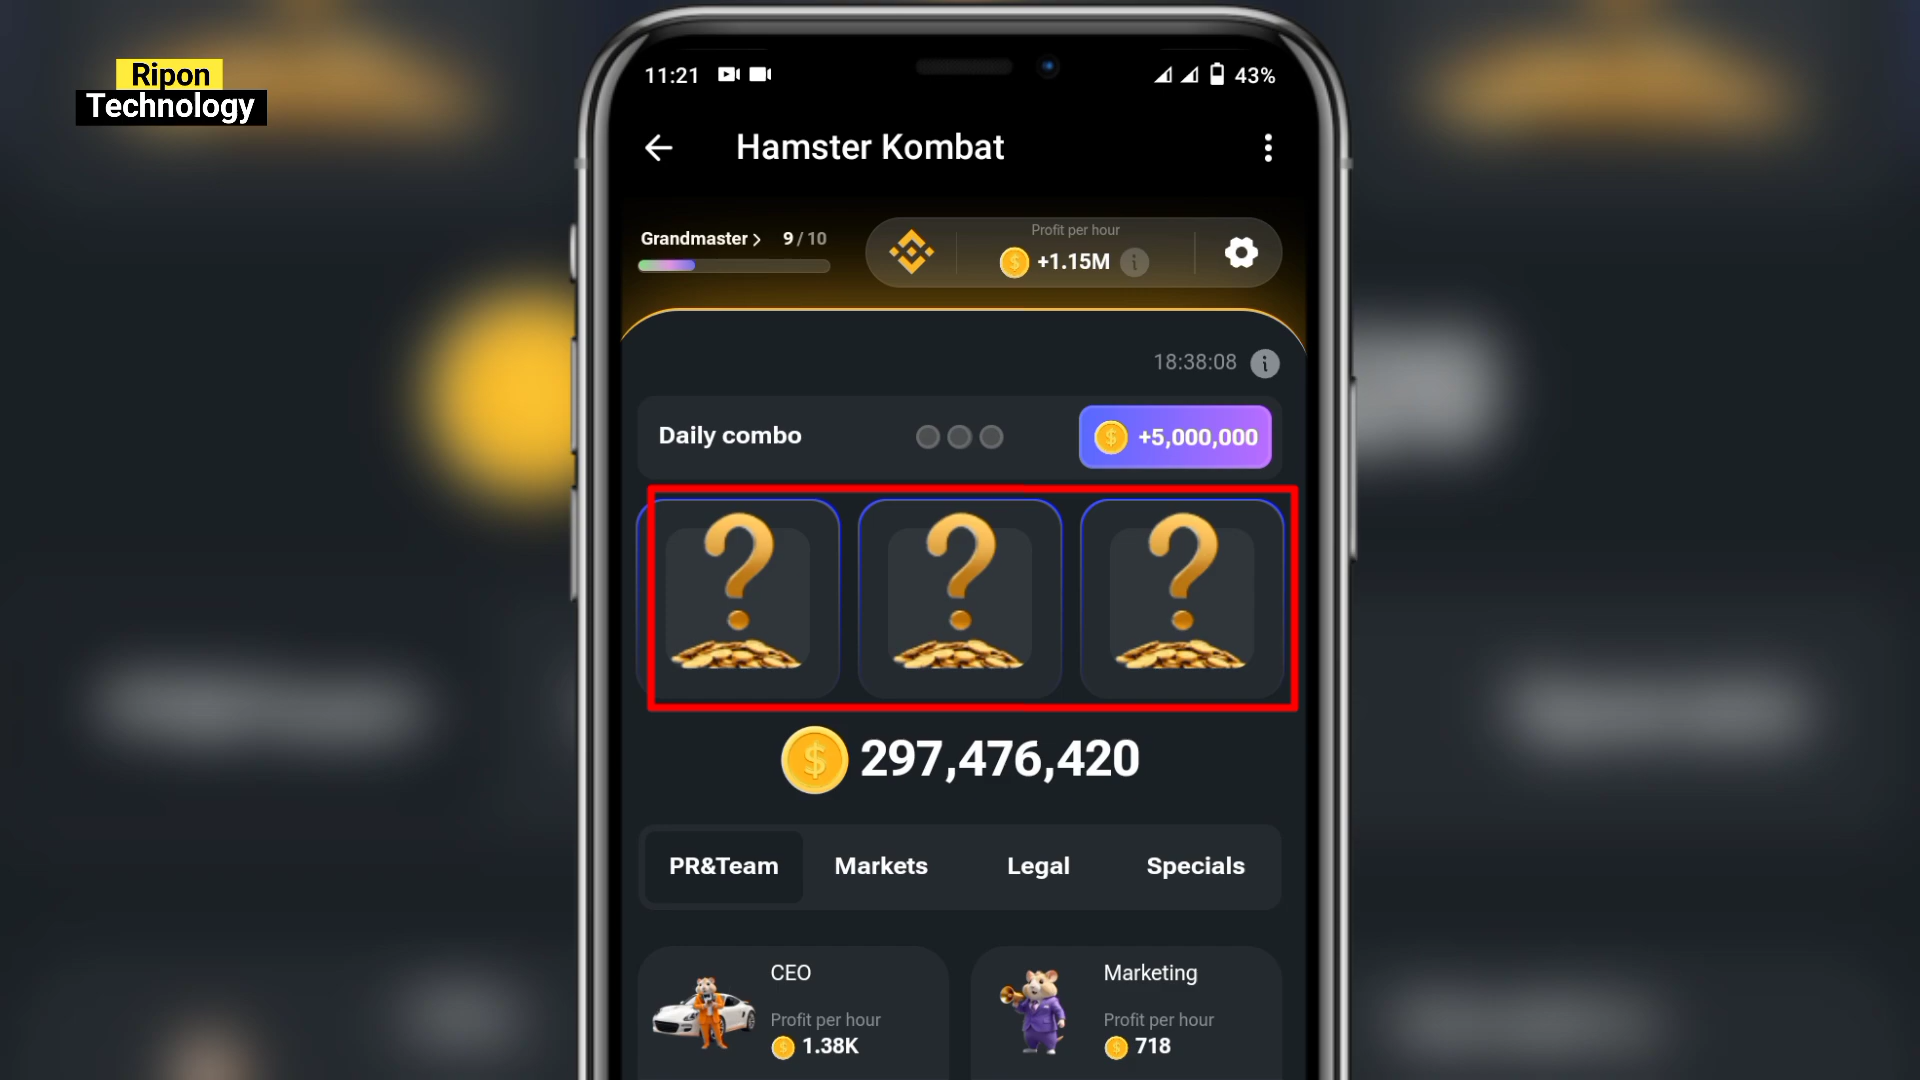 Ripon
Technology
11:21
43%
Hamster Kombat
Grandmaster > 9 / 10
Profit per hour
+1.15M
18:38:08
Daily combo
+5,000,000
297,476,420
PR&Team Markets Legal Specials
CEO
Profit per hour
1.38K
Marketing
Profit per hour
718